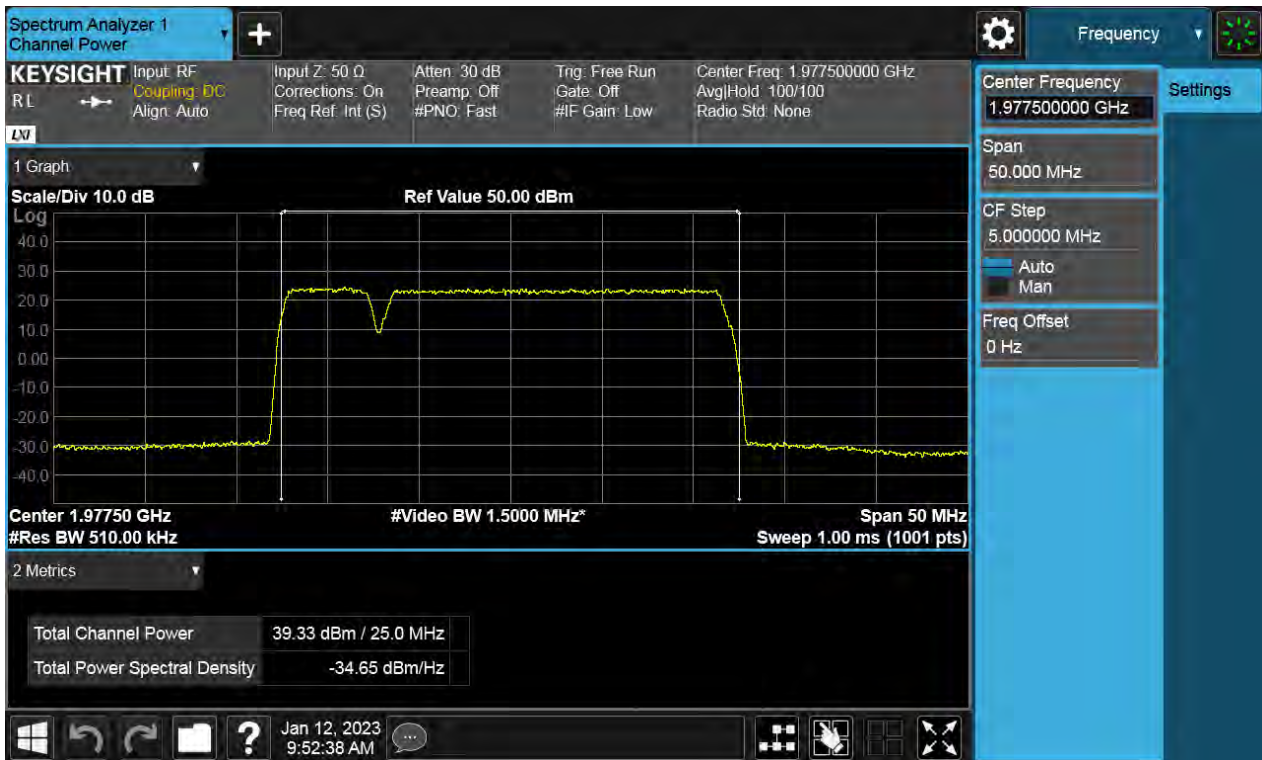 Spectrum Analyzer 1
Channel Power
Frequency
KEYSIGHT
RL
LXI
Input: RF
Coupling: DC
Align: Auto
Input Z: 50 Ω
Corrections: On
Freq Ref: Int (S)
Atten: 30 dB
Preamp: Off
#PNO: Fast
Trig: Free Run
Gate: Off
#IF Gain: Low
Center Freq: 1.977500000 GHz
Avg|Hold: 100/100
Radio Std: None
Center Frequency
1.977500000 GHz
Settings
Span
50.000 MHz
CF Step
5.000000 MHz
Auto
Man
Freq Offset
0 Hz
1 Graph
Scale/Div 10.0 dB
Ref Value 50.00 dBm
Log
40.0
30.0
20.0
10.0
0.00
-10.0
-20.0
-30.0
-40.0
Center 1.97750 GHz
#Video BW 1.5000 MHz*
Span 50 MHz
#Res BW 510.00 kHz
Sweep 1.00 ms (1001 pts)
2 Metrics
Total Channel Power 39.33 dBm / 25.0 MHz
Total Power Spectral Density -34.65 dBm/Hz
?
Jan 12, 2023
9:52:38 AM